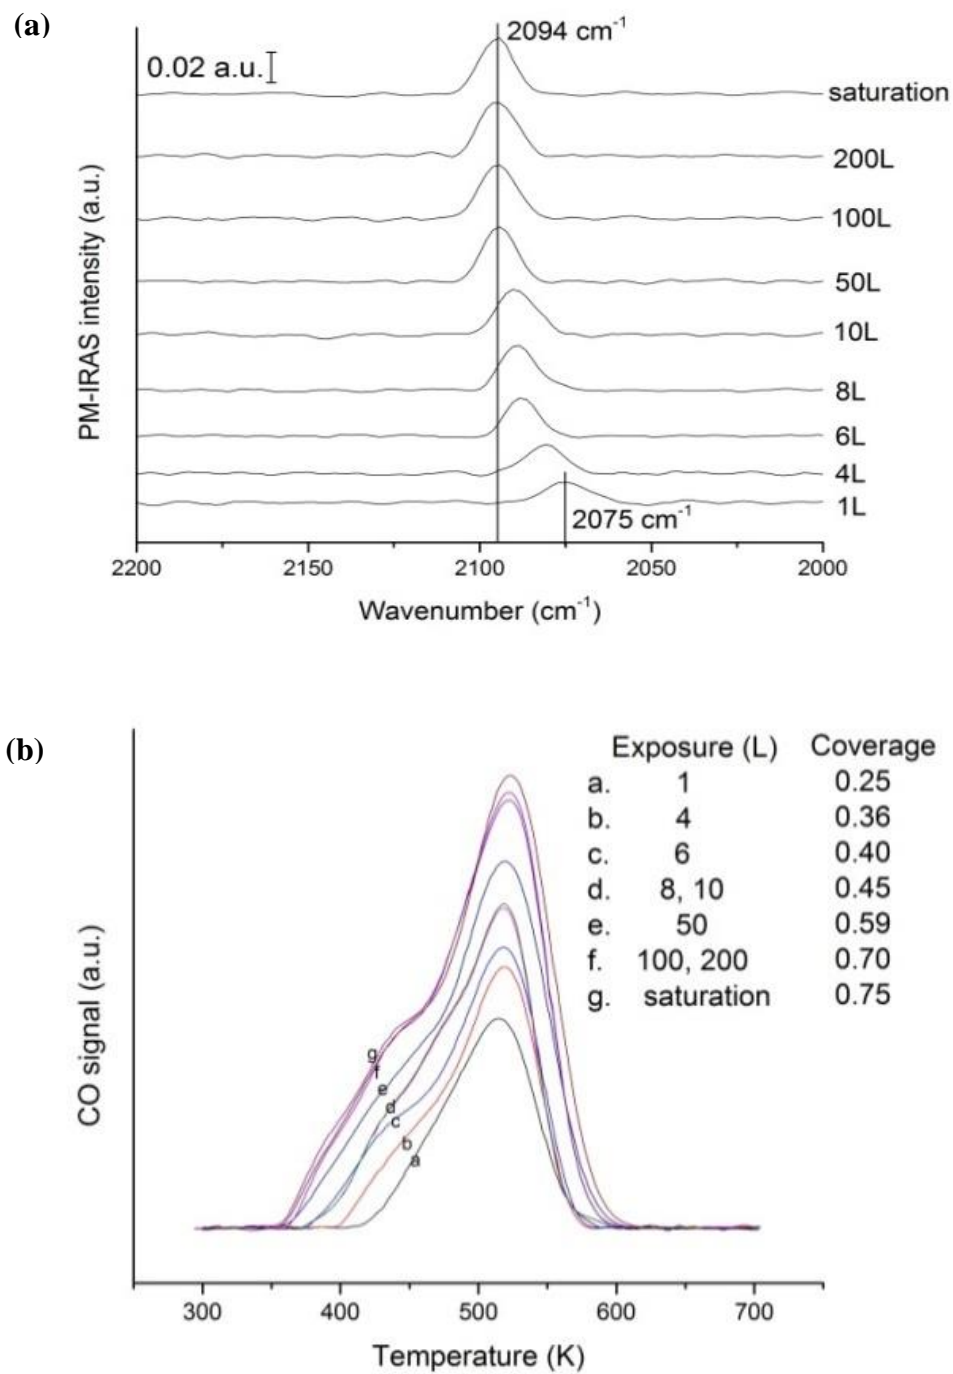 (a)
2094 cm⁻¹
0.02 a.u.
saturation
200L
100L
50L
10L
8L
6L
4L
1L
2075 cm⁻¹
PM-IRAS intensity (a.u.)
2200 2150 2100 2050 2000
Wavenumber (cm⁻¹)
(b)
Exposure (L) Coverage
a. 1 0.25
b. 4 0.36
c. 6 0.40
d. 8, 10 0.45
e. 50 0.59
f. 100, 200 0.70
g. saturation 0.75
CO signal (a.u.)
g
f
e
d
c
b
a
300 400 500 600 700
Temperature (K)